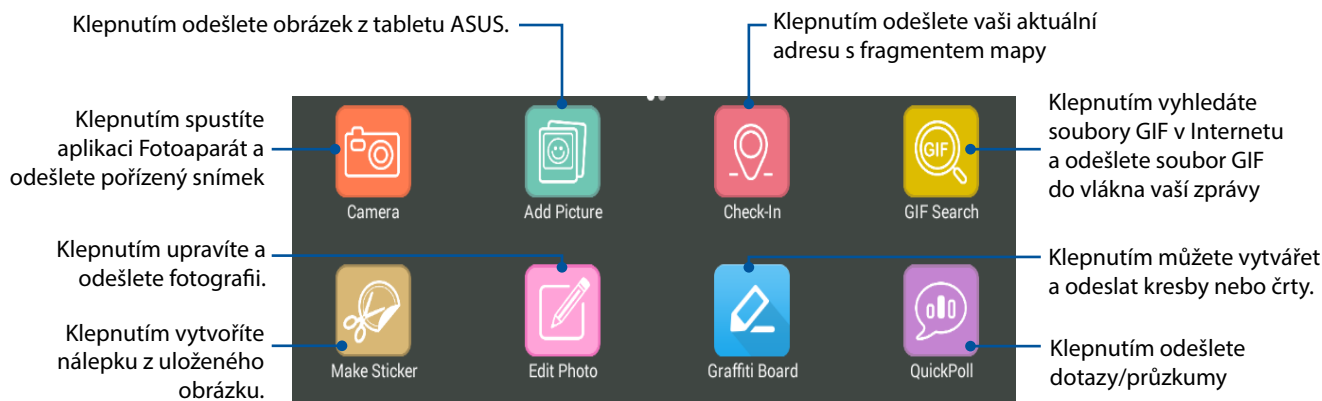 Klepnutím odešlete obrázek z tabletu ASUS.
Klepnutím odešlete vaši aktuální
adresu s fragmentem mapy
Klepnutím spustíte
aplikaci Fotoaparát a
odešlete pořízený snímek
Klepnutím vyhledáte
soubory GIF v Internetu
a odešlete soubor GIF
do vlákna vaší zprávy
GIF
Camera
Add Picture
Check-In
GIF Search
Klepnutím upravíte a
odešlete fotografii.
Klepnutím můžete vytvářet
a odeslat kresby nebo črty.
Klepnutím vytvoříte
nálepku z uloženého
obrázku.
Make Sticker
Edit Photo
Graffiti Board
QuickPoll
Klepnutím odešlete
dotazy/průzkumy